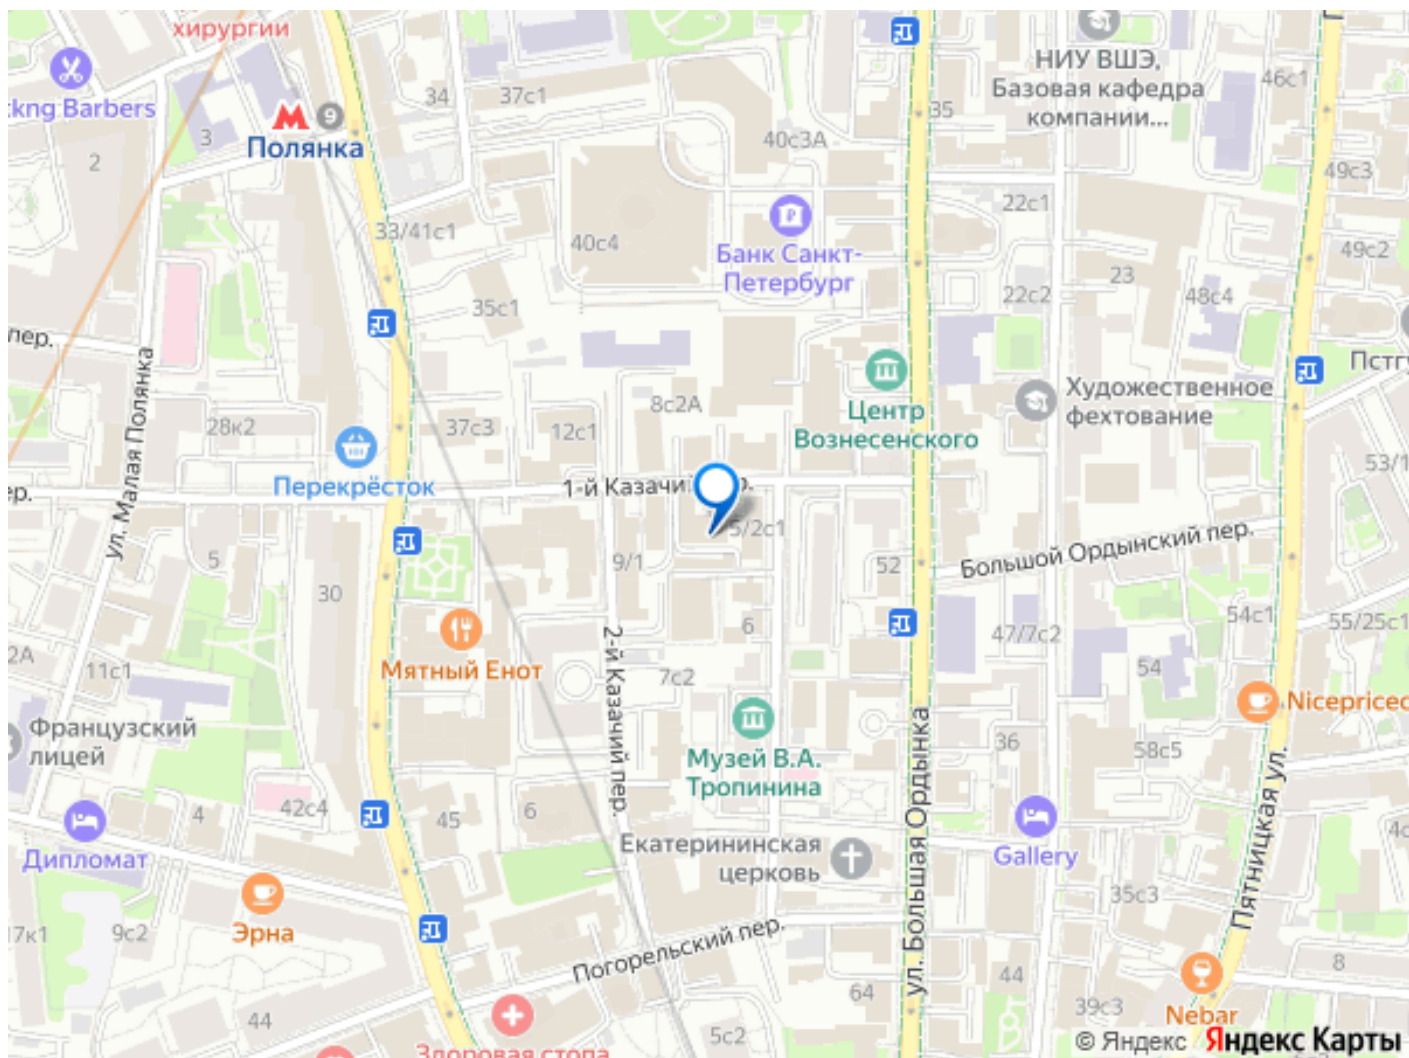 хирургии
НИУ ВШЭ,
Базовая кафедра
компании...
46с1
kng Barbers
34
37с1
35
9
3
Полянка
40с3А
2
49с3
22с1
33/41с1
40с4
Банк Санкт-
Петербург
49с2
23
22с2
48с4
35с1
пер.
Художественное
фехтование
8с2А
Центр
Вознесенского
28к2
37с3
12с1
ул. Малая Полянка
53/1
Перекрёсток
1-й Казачи
р.
ер.
5/2с1
Большой Ордынский пер.
5
9/1
52
30
54с1
55/25с1
6
47/7с2
2-й Казачий пер.
2А
11с1
Мятный Енот
7с2
54
Nicepriced
Французский
лицей
36
58с5
Музей В.А.
Тропинина
ул. Большая Ордынка
Пятницкая ул.
42с4
4
45
6
Дипломат
Екатерининская
церковь
Gallery
35с3
17к1
9с2
Эрна
Погорельский пер.
8
44
64
39с3
Nebar
44
5с2
Здоровая стопа
© Яндекс Яндекс Карты